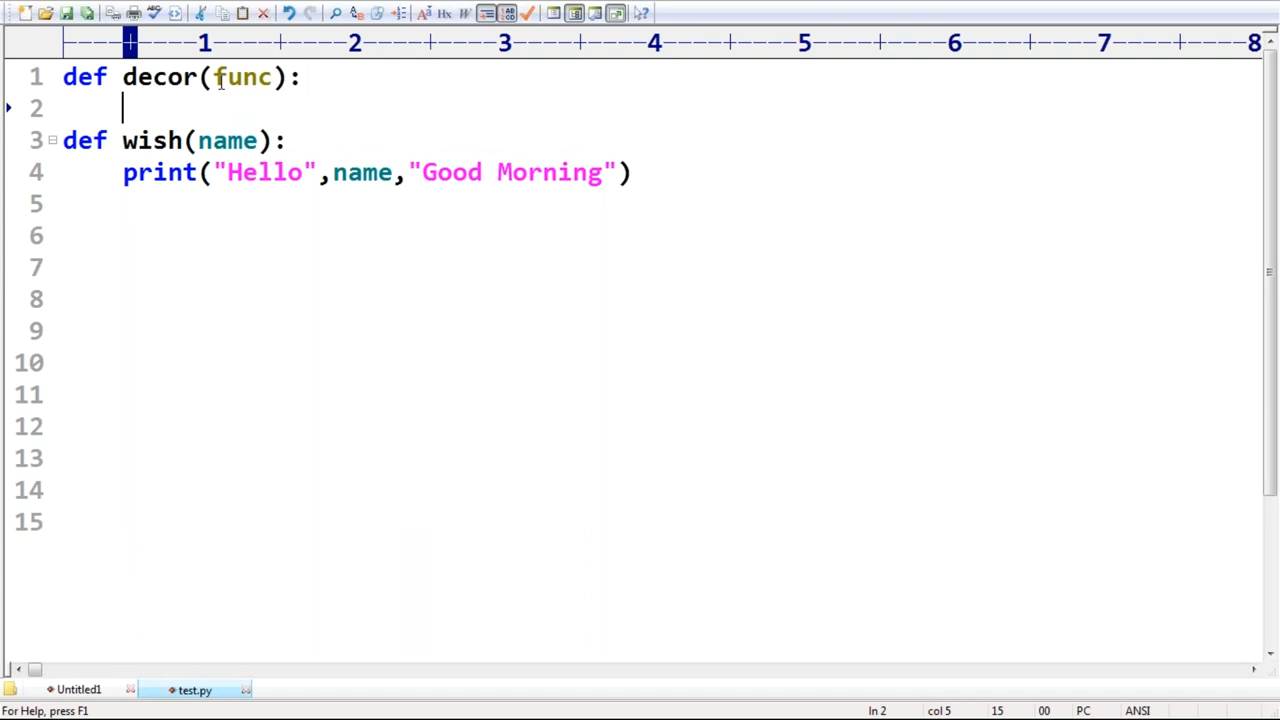 1 2 3 4 5 6 7 8
1 def decor(func):
2
3 def wish(name):
4 print("Hello",name,"Good Morning")
5
6
7
8
9
10
11
12
13
14
15
Untitled1 test.py
For Help, press F1 ln 2 col 5 15 00 PC ANSI